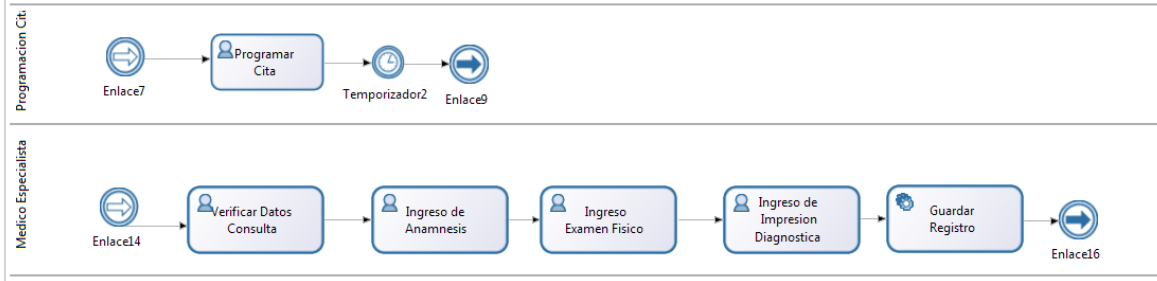 Programacion Cita
Enlace7
Programar
Cita
Temporizador2
Enlace9
Medico Especialista
Enlace14
Verificar Datos
Consulta
Ingreso de
Anamnesis
Ingreso
Examen Fisico
Ingreso de
Impresion
Diagnostica
Guardar
Registro
Enlace16